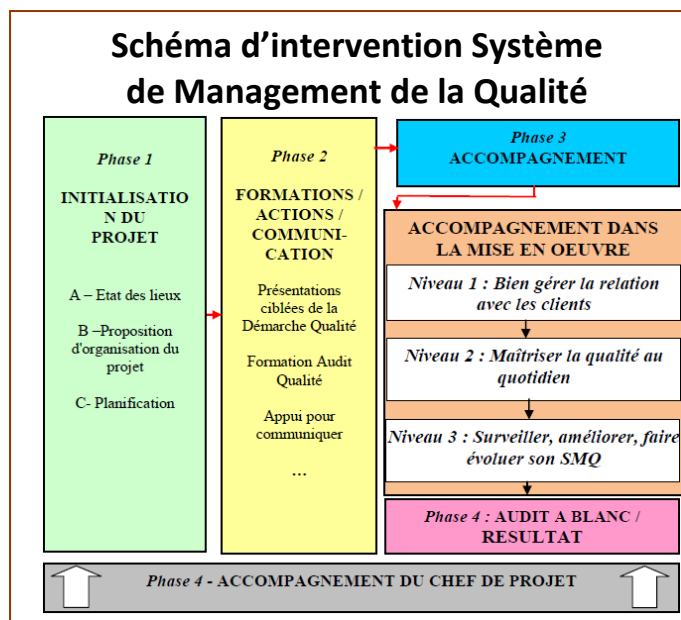 Schéma d’intervention Système
de Management de la Qualité
Phase 1
INITIALISATIO
N DU
PROJET
A – Etat des lieux
B –Proposition
d'organisation du
projet
C- Planification
Phase 2
FORMATIONS /
ACTIONS /
COMMUNI-
CATION
Présentations
ciblées de la
Démarche Qualité
Formation Audit
Qualité
Appui pour
communiquer
…
Phase 3
ACCOMPAGNEMENT
ACCOMPAGNEMENT DANS
LA MISE EN OEUVRE
Niveau 1 : Bien gérer la relation
avec les clients
Niveau 2 : Maîtriser la qualité au
quotidien
Niveau 3 : Surveiller, améliorer, faire
évoluer son SMQ
Phase 4 : AUDIT A BLANC /
RESULTAT
Phase 4 - ACCOMPAGNEMENT DU CHEF DE PROJET